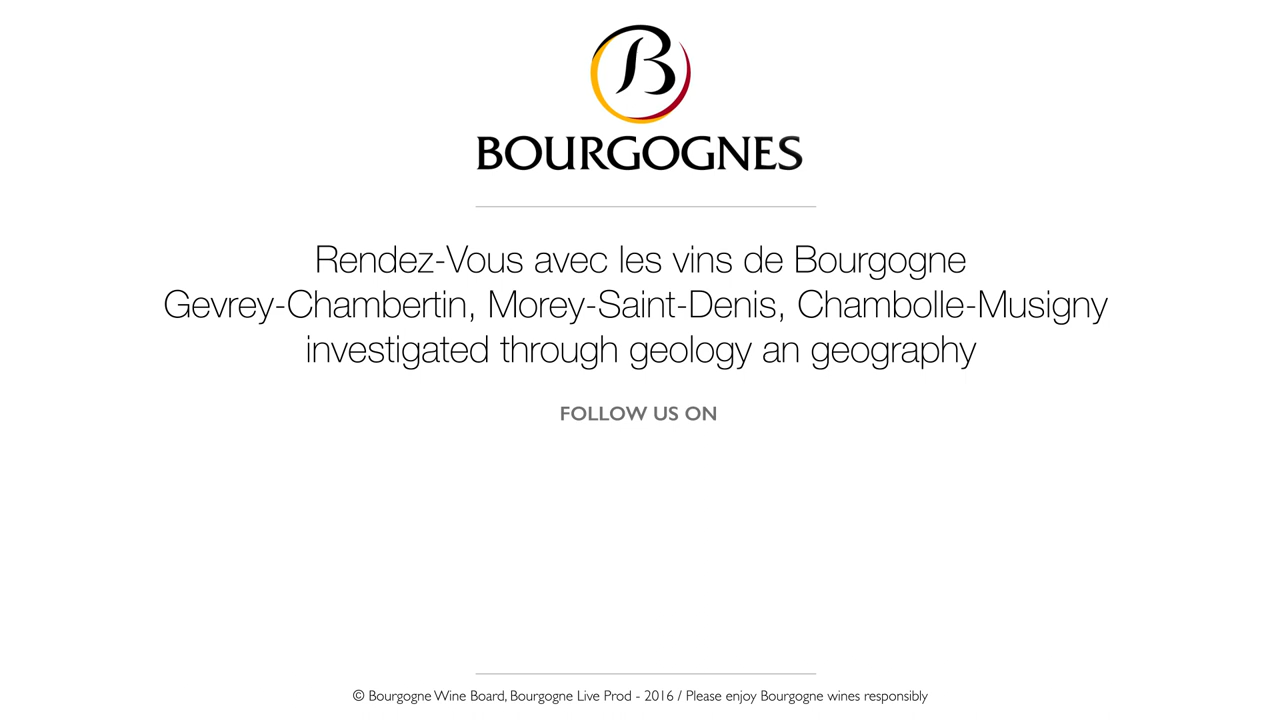 B
BOURGOGNES
Rendez-Vous avec les vins de Bourgogne
Gevrey-Chambertin, Morey-Saint-Denis, Chambolle-Musigny
investigated through geology an geography
FOLLOW US ON
© Bourgogne Wine Board, Bourgogne Live Prod - 2016 / Please enjoy Bourgogne wines responsibly